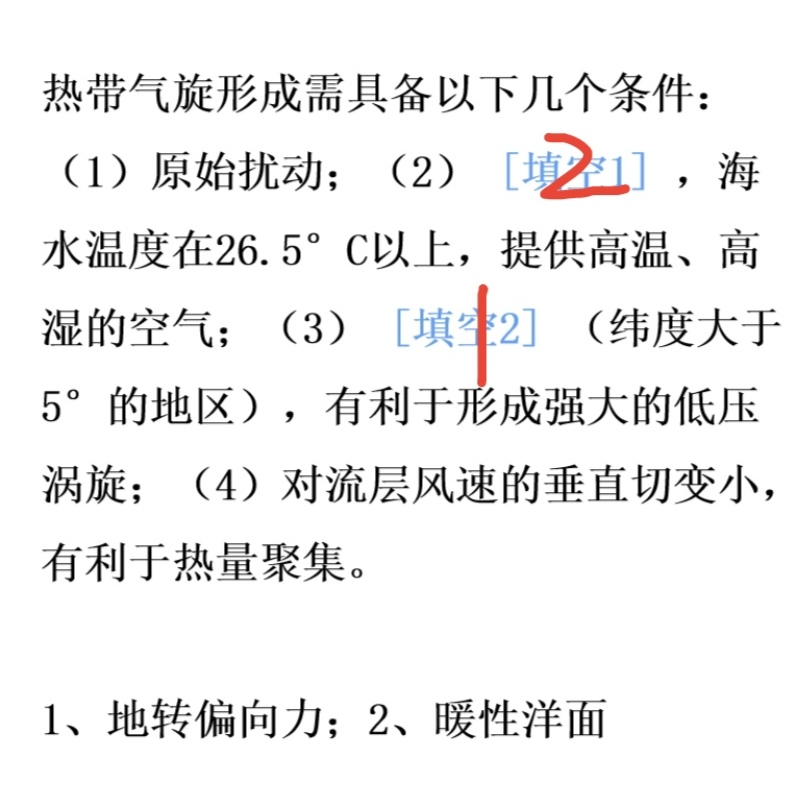 热带气旋形成需具备以下几个条件：
（1）原始扰动；（2） [填空1] ，海
2
水温度在26.5°C以上，提供高温、高
湿的空气；（3） [填空2] （纬度大于
1
5°的地区），有利于形成强大的低压
涡旋；（4）对流层风速的垂直切变小，
有利于热量聚集。
1、地转偏向力；2、暖性洋面